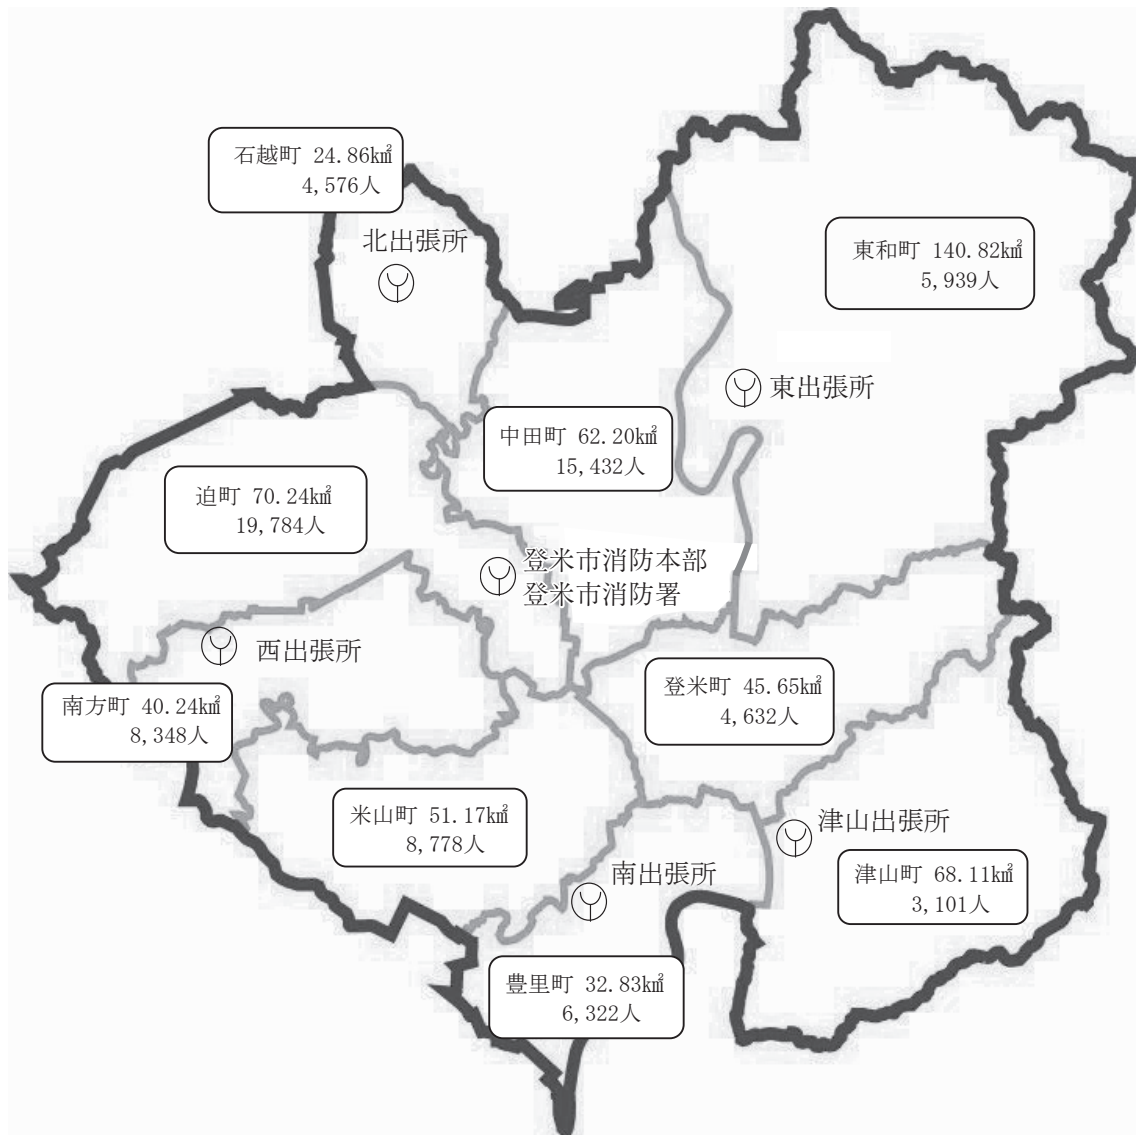 石越町 24.86㎢
4,576人
北出張所
東和町 140.82㎢
5,939人
東出張所
中田町 62.20㎢
15,432人
迫町 70.24㎢
19,784人
登米市消防本部
登米市消防署
西出張所
南方町 40.24㎢
8,348人
登米町 45.65㎢
4,632人
米山町 51.17㎢
8,778人
津山出張所
南出張所
津山町 68.11㎢
3,101人
豊里町 32.83㎢
6,322人